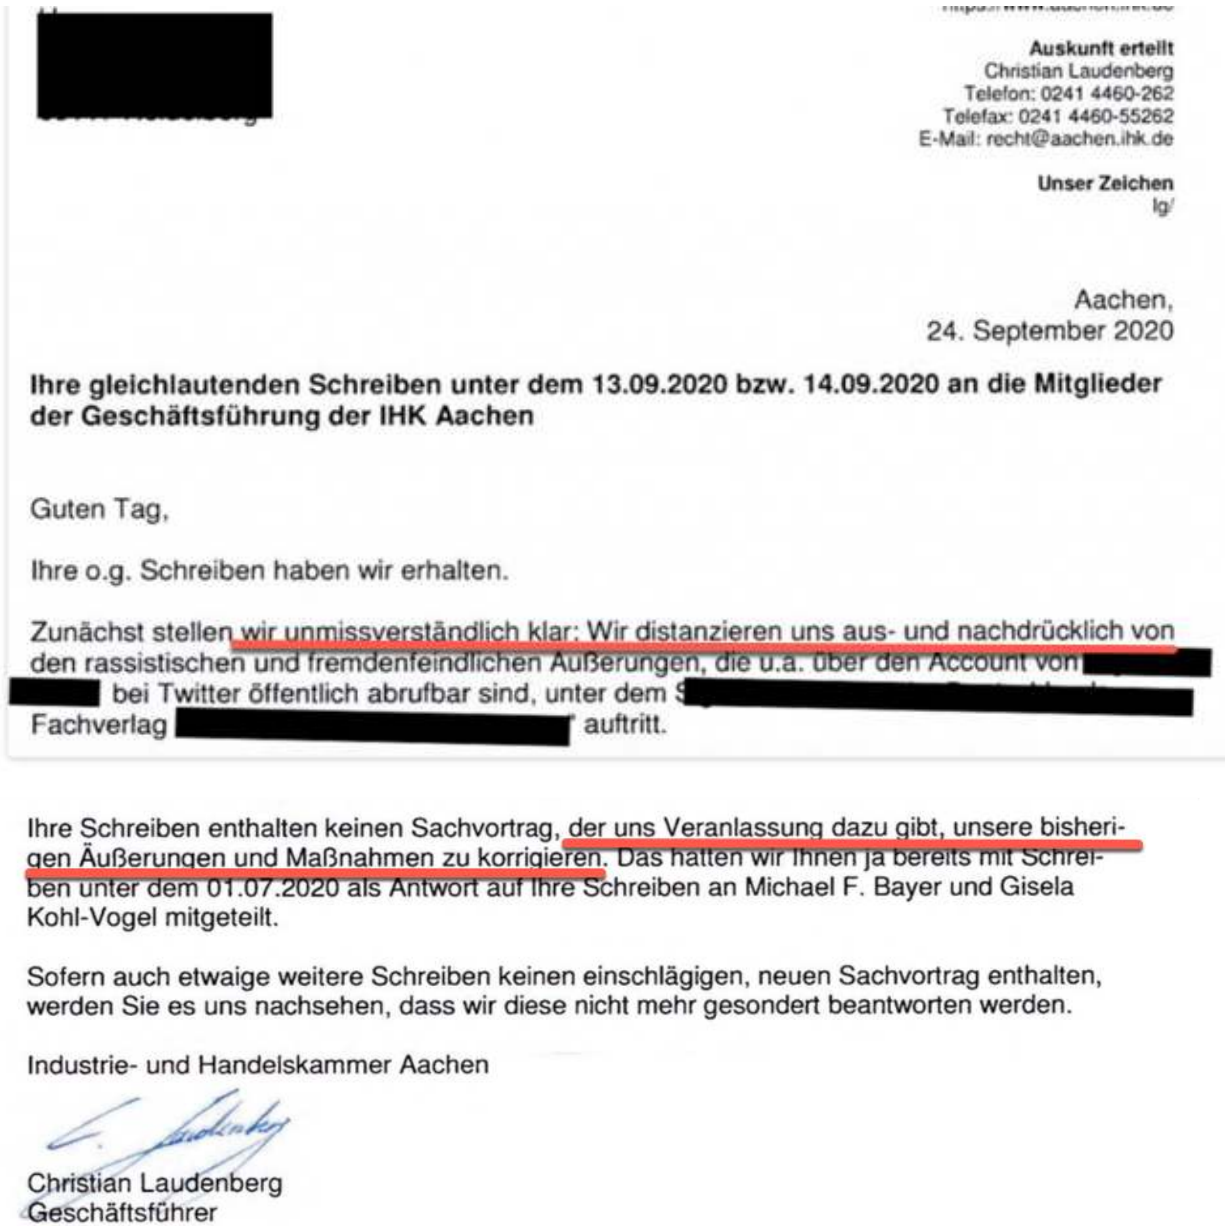 Auskunft erteilt
Christian Laudenberg
Telefon: 0241 4460-262
Telefax: 0241 4460-55262
E-Mail: recht@aachen.ihk.de
Unser Zeichen
lg/
Aachen,
24. September 2020
Ihre gleichlautenden Schreiben unter dem 13.09.2020 bzw. 14.09.2020 an die Mitglieder
der Geschäftsführung der IHK Aachen
Guten Tag,
Ihre o.g. Schreiben haben wir erhalten.
Zunächst stellen wir unmissverständlich klar: Wir distanzieren uns aus- und nachdrücklich von
den rassistischen und fremdenfeindlichen Äußerungen, die u.a. über den Account von
bei Twitter öffentlich abrufbar sind, unter dem
Fachverlag auftritt.
Ihre Schreiben enthalten keinen Sachvortrag, der uns Veranlassung dazu gibt, unsere bisheri-
gen Äußerungen und Maßnahmen zu korrigieren. Das hatten wir Ihnen ja bereits mit Schrei-
ben unter dem 01.07.2020 als Antwort auf Ihre Schreiben an Michael F. Bayer und Gisela
Kohl-Vogel mitgeteilt.
Sofern auch etwaige weitere Schreiben keinen einschlägigen, neuen Sachvortrag enthalten,
werden Sie es uns nachsehen, dass wir diese nicht mehr gesondert beantworten werden.
Industrie- und Handelskammer Aachen
C. Laudenberg
Christian Laudenberg
Geschäftsführer